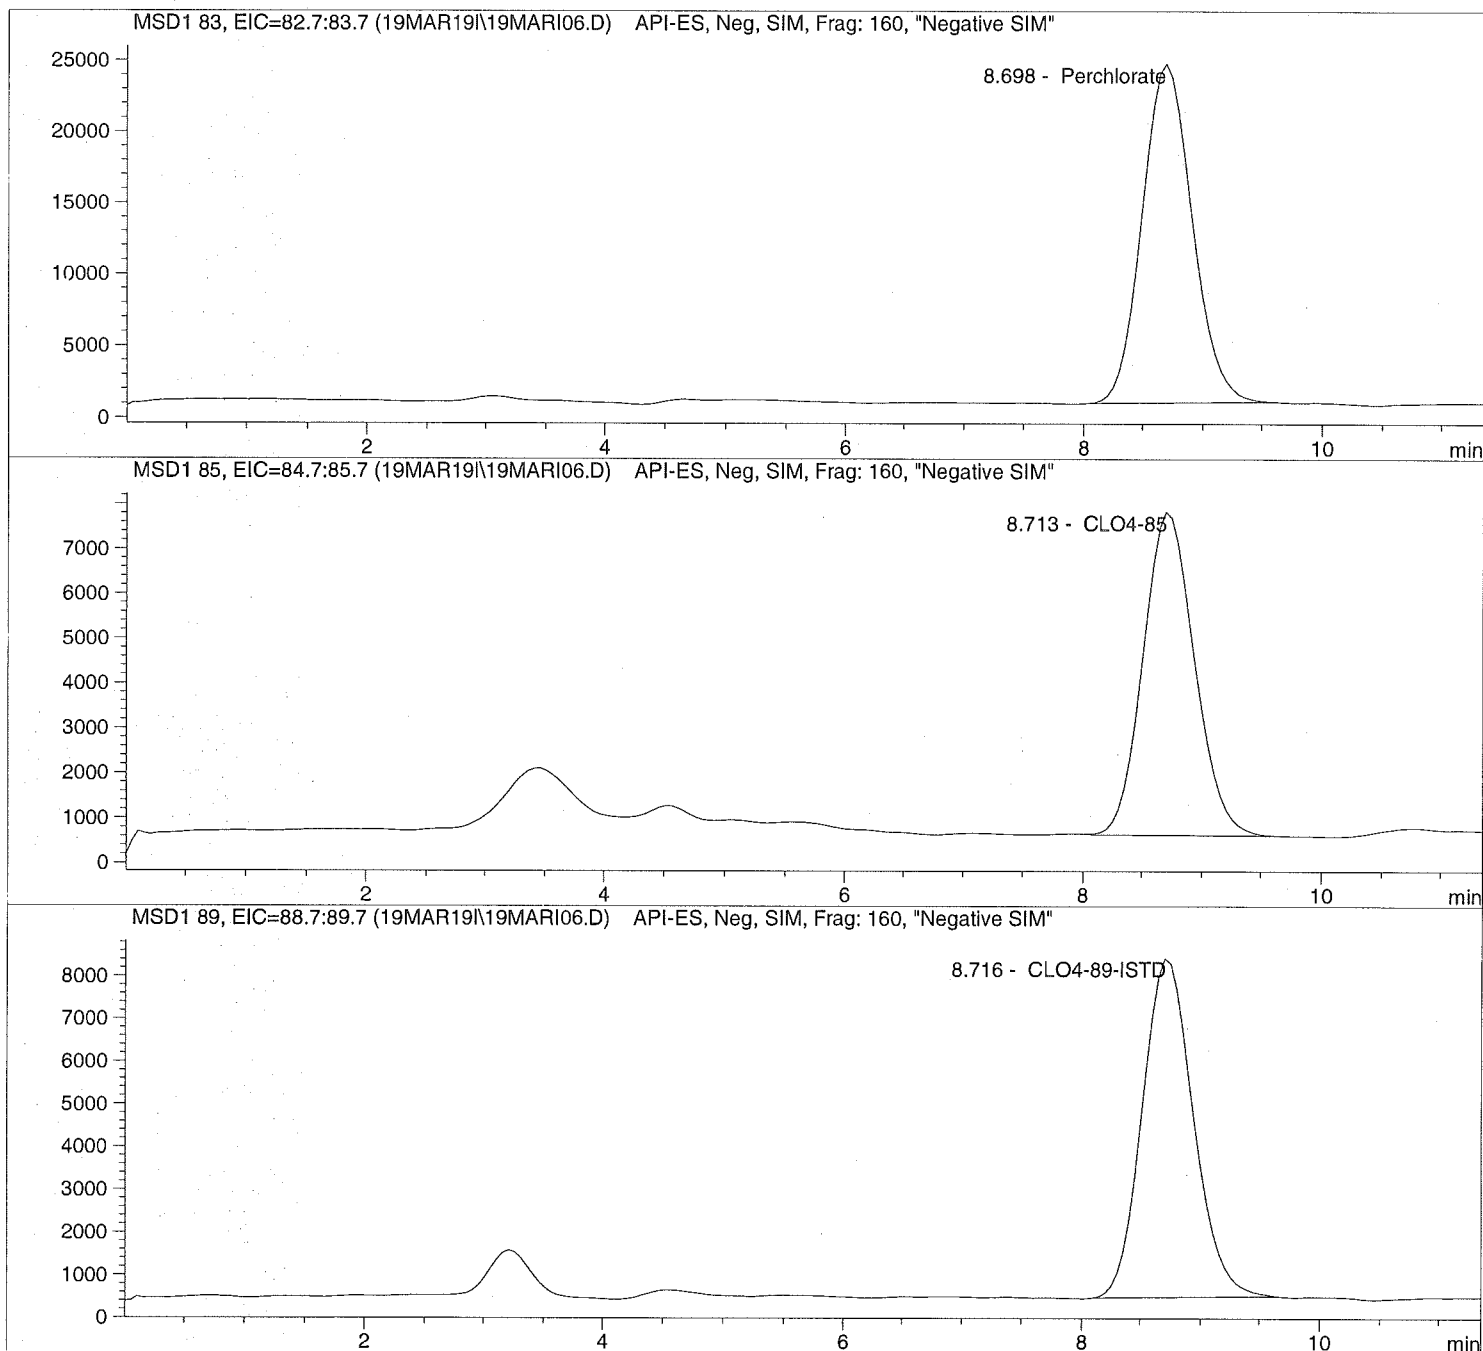 MSD1 83, EIC=82.7:83.7 (19MAR19I\19MARI06.D) API-ES, Neg, SIM, Frag: 160, "Negative SIM"
25000
8.698 - Perchlorate
20000
15000
10000
5000
0
2 4 6 8 10 min
MSD1 85, EIC=84.7:85.7 (19MAR19I\19MARI06.D) API-ES, Neg, SIM, Frag: 160, "Negative SIM"
8.713 - CLO4-85
7000
6000
5000
4000
3000
2000
1000
0
2 4 6 8 10 min
MSD1 89, EIC=88.7:89.7 (19MAR19I\19MARI06.D) API-ES, Neg, SIM, Frag: 160, "Negative SIM"
8.716 - CLO4-89-ISTD
8000
7000
6000
5000
4000
3000
2000
1000
0
2 4 6 8 10 min